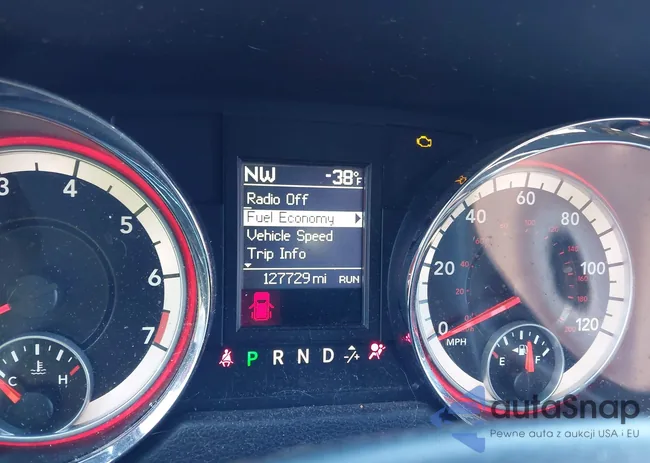 NW -38°F
Radio Off
Fuel Economy
Vehicle Speed
Trip Info
127729 mi RUN
P R N D -/+
3 4 5 6 7
C H
0 20 40 60 80 100 120
MPH
E F
autoSnap
Pewne auta z aukcji USA i EU